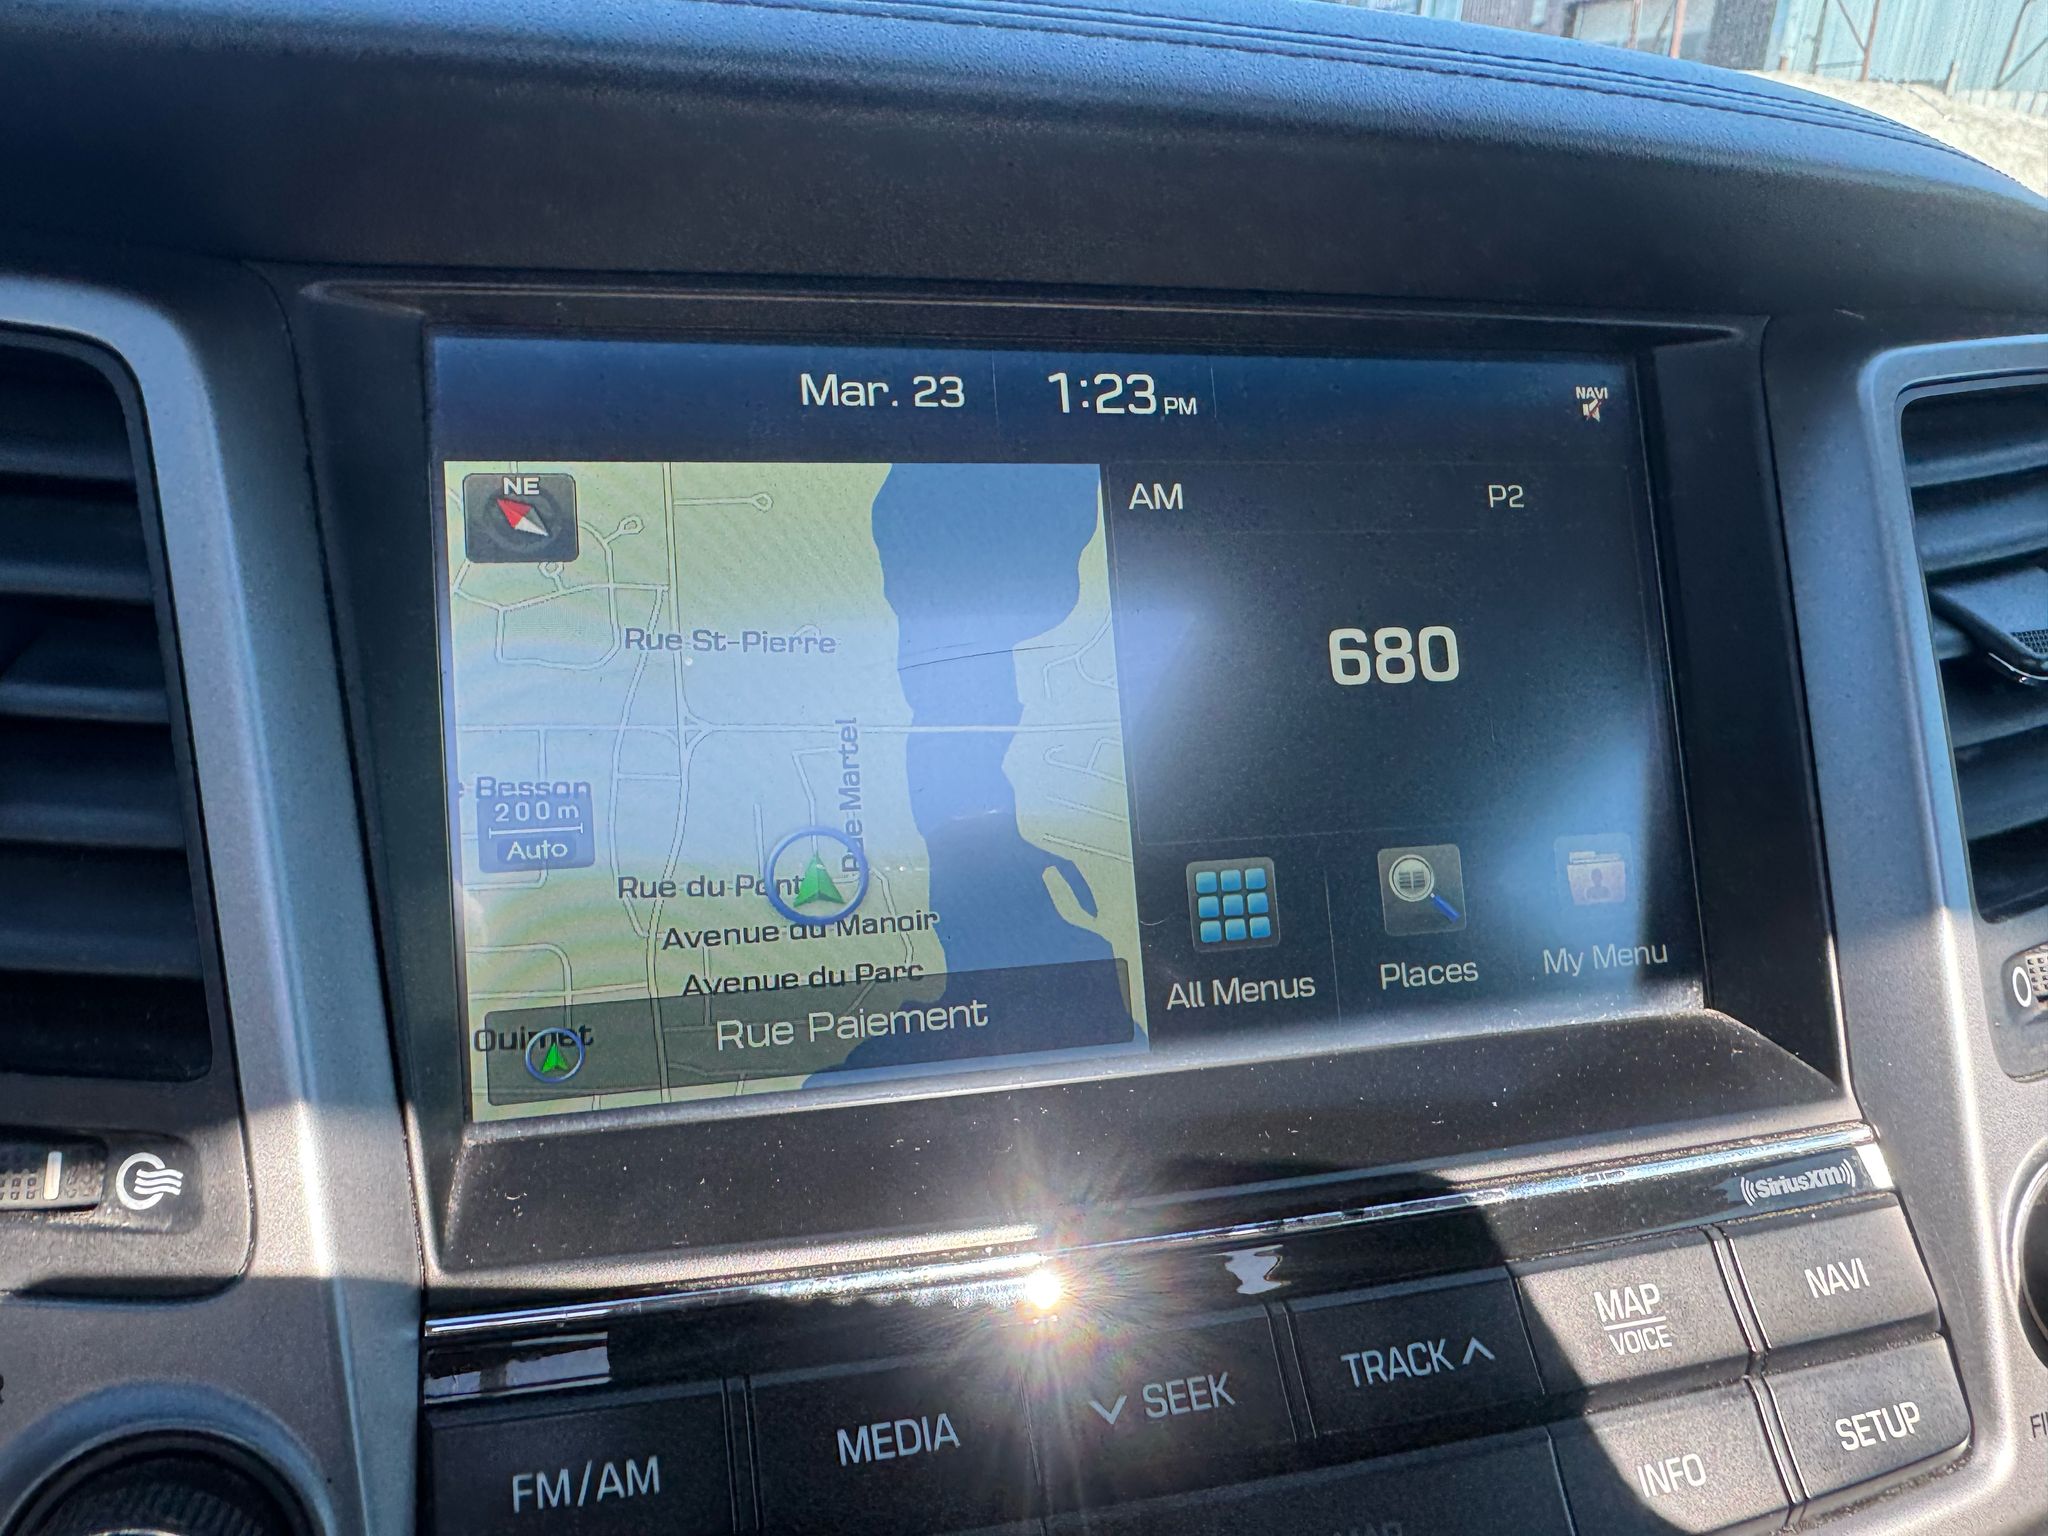 Mar. 23
1:23 PM
NAVI
NE
AM
P2
Rue St-Pierre
680
Rue Martel
Besson
200 m
Auto
Rue du Pont
Avenue du Manoir
Avenue du Parc
Ouimet
Rue Paiement
All Menus
Places
My Menu
((SiriusXM))
FM/AM
MEDIA
SEEK
TRACK
MAP
VOICE
NAVI
INFO
SETUP